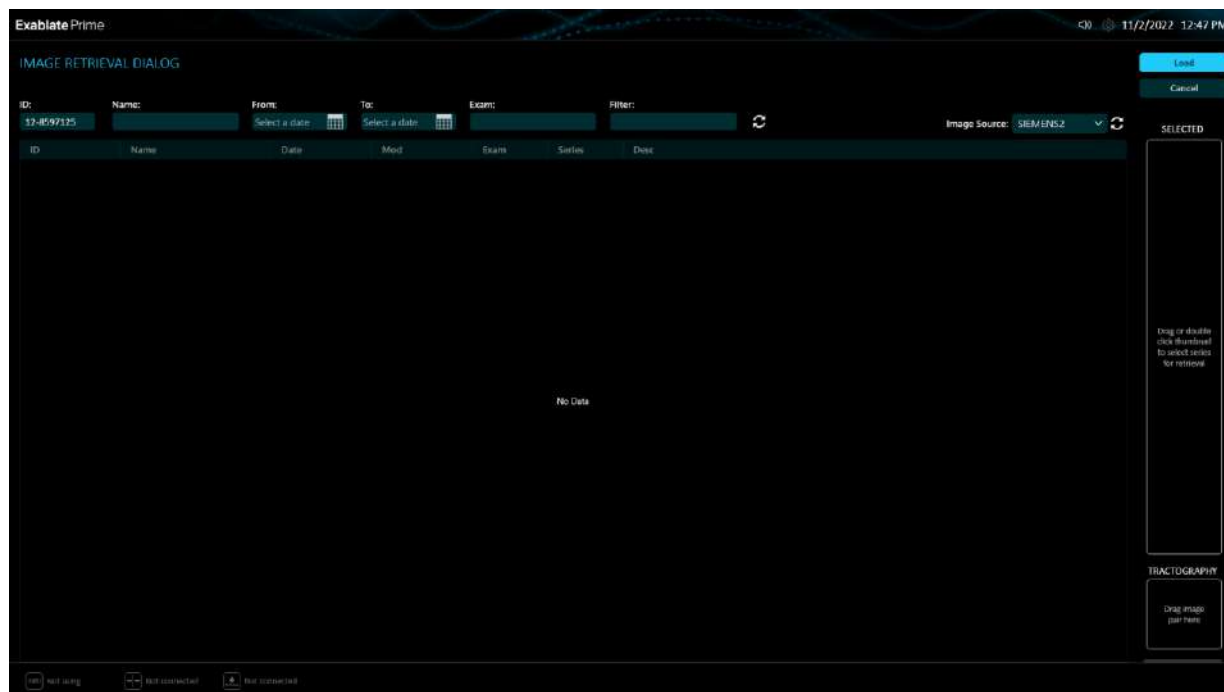 Exablate Prime
11/2/2022 12:47 PM
IMAGE RETRIEVAL DIALOG
Load
Cancel
ID: Name: From: To: Exam: Filter:
12-8597125 Select a date Select a date Image Source: SIEMENS2
SELECTED
ID Name Date Mod Exam Series Desc
Drag or double
click thumbnail
to select series
for retrieval
No Data
TRACTOGRAPHY
Drag image
pair here
Not using Not connected Not connected